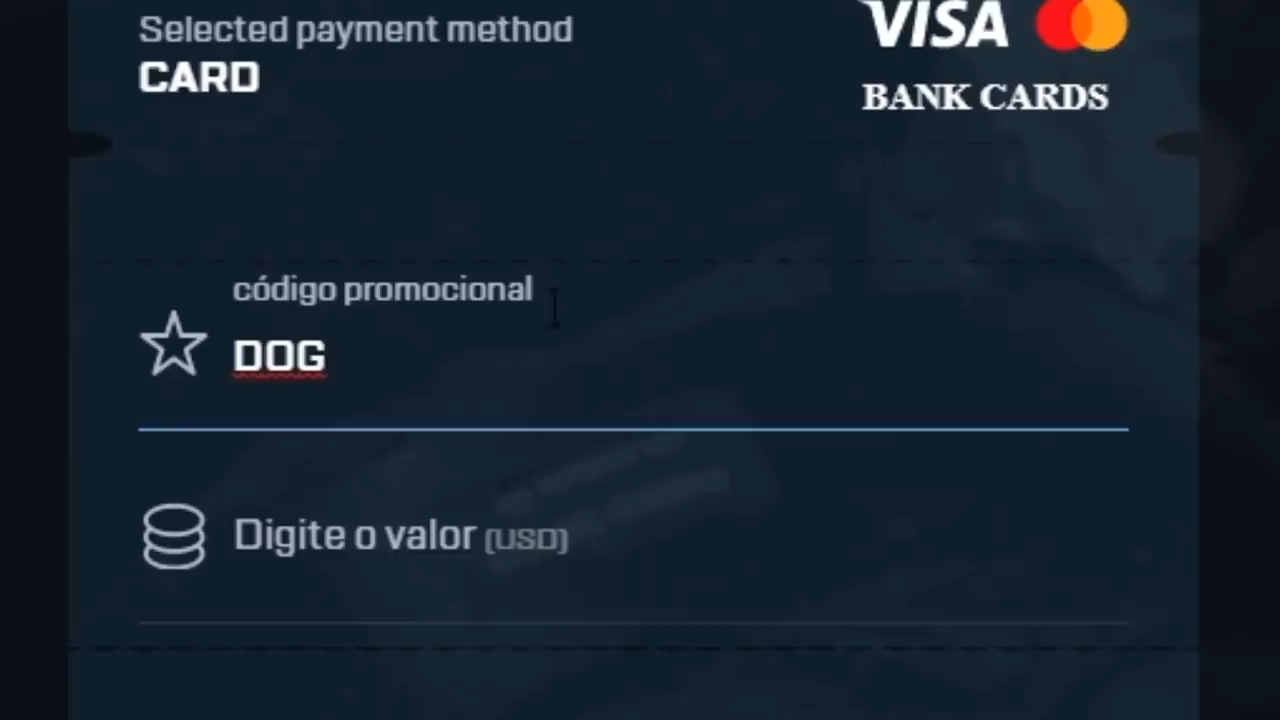 Selected payment method
CARD
VISA
BANK CARDS
código promocional
DOG
Digite o valor (USD)